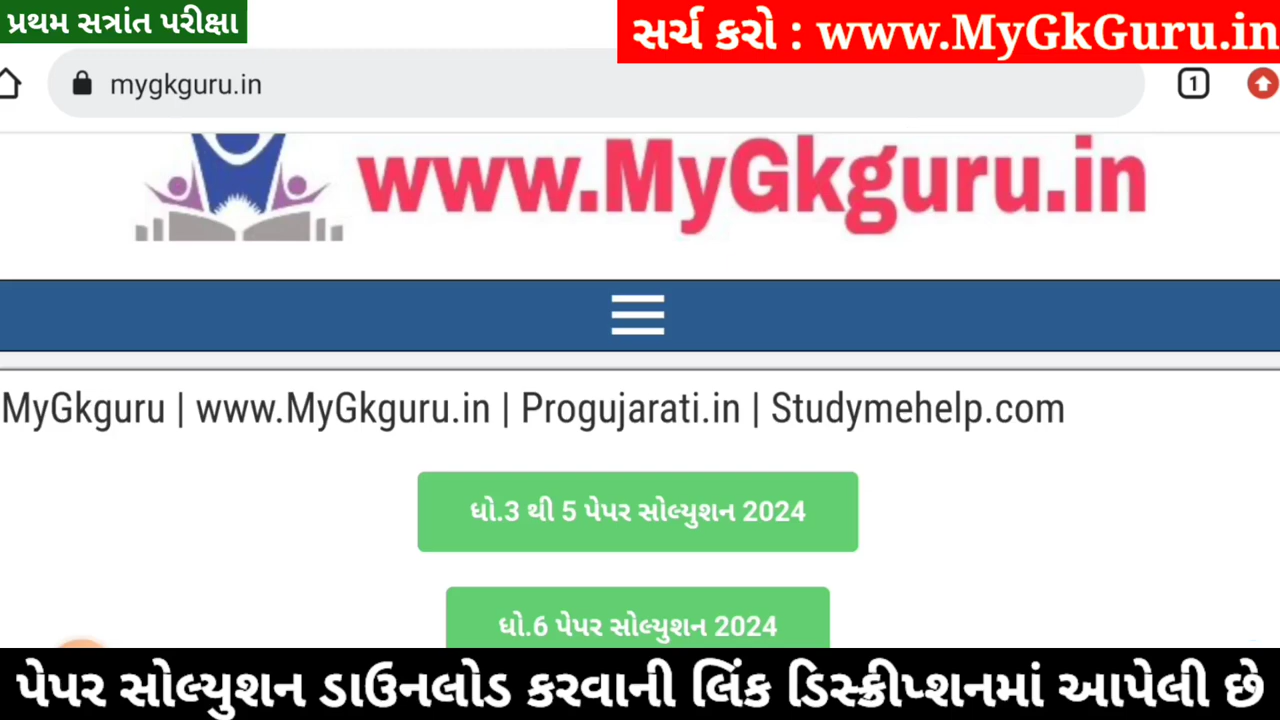 પ્રથમ સત્રાંત પરીક્ષા
સર્ચ કરો : www.MyGkGuru.in
mygkguru.in
1
www.MyGkguru.in
MyGkguru | www.MyGkguru.in | Progujarati.in | Studymehelp.com
ધો.3 થી 5 પેપર સોલ્યુશન 2024
ધો.6 પેપર સોલ્યુશન 2024
પેપર સોલ્યુશન ડાઉનલોડ કરવાની લિંક ડિસ્ક્રીપ્શનમાં આપેલી છે